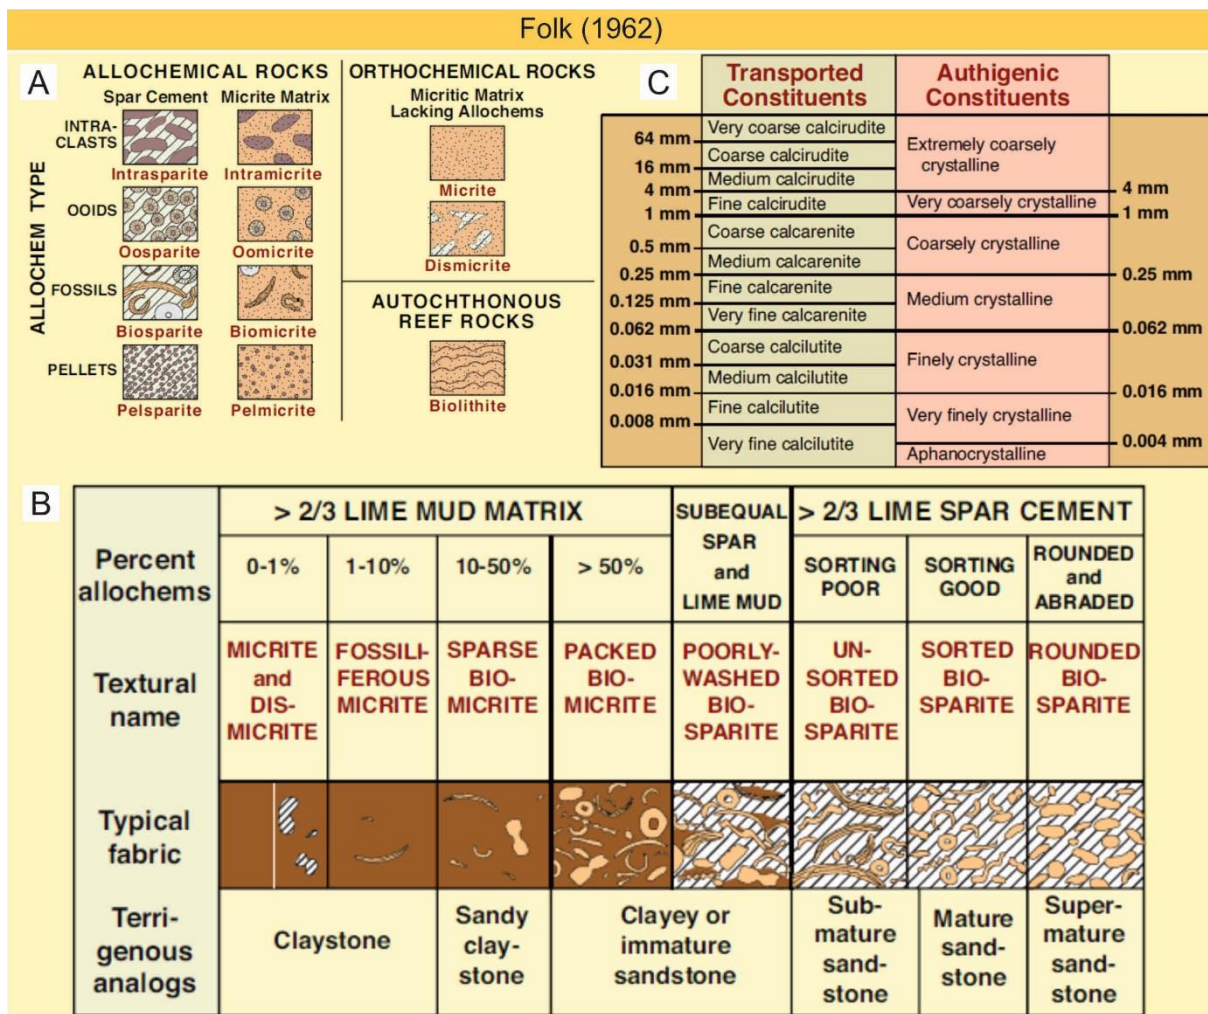 Folk (1962)
A
ALLOCHEMICAL ROCKS
Spar Cement Micrite Matrix
ALLOCHEM TYPE
INTRA-
CLASTS
Intrasparite Intramicrite
OOIDS
Oosparite Oomicrite
FOSSILS
Biosparite Biomicrite
PELLETS
Pelsparite Pelmicrite
ORTHOCHEMICAL ROCKS
Micritic Matrix
Lacking Allochems
Micrite
Dismicrite
AUTOCHTHONOUS
REEF ROCKS
Biolithite
C
Transported
Constituents
Authigenic
Constituents
64 mm
16 mm
4 mm
1 mm
0.5 mm
0.25 mm
0.125 mm
0.062 mm
0.031 mm
0.016 mm
0.008 mm
Very coarse calcirudite
Coarse calcirudite
Medium calcirudite
Fine calcirudite
Coarse calcarenite
Medium calcarenite
Fine calcarenite
Very fine calcarenite
Coarse calcilutite
Medium calcilutite
Fine calcilutite
Very fine calcilutite
Extremely coarsely
crystalline
Very coarsely crystalline
Coarsely crystalline
Medium crystalline
Finely crystalline
Very finely crystalline
Aphanocrystalline
4 mm
1 mm
0.25 mm
0.062 mm
0.016 mm
0.004 mm
B
Percent
allochems
> 2/3 LIME MUD MATRIX
0-1% 1-10% 10-50% > 50%
SUBEQUAL
SPAR
and
LIME MUD
> 2/3 LIME SPAR CEMENT
SORTING
POOR
SORTING
GOOD
ROUNDED
and
ABRADED
Textural
name
MICRITE
and
DIS-
MICRITE
FOSSILI-
FEROUS
MICRITE
SPARSE
BIO-
MICRITE
PACKED
BIO-
MICRITE
POORLY-
WASHED
BIO-
SPARITE
UN-
SORTED
BIO-
SPARITE
SORTED
BIO-
SPARITE
ROUNDED
BIO-
SPARITE
Typical
fabric
Terri-
genous
analogs
Claystone
Sandy
clay-
stone
Clayey or
immature
sandstone
Sub-
mature
sand-
stone
Mature
sand-
stone
Super-
mature
sand-
stone